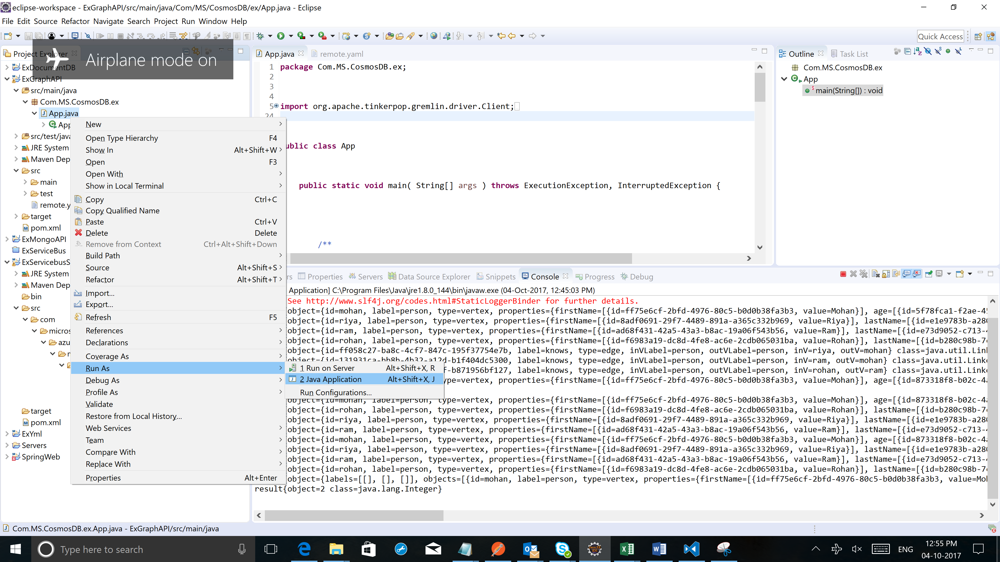 eclipse-workspace - ExGraphAPI/src/main/java/Com/MS/CosmosDB/ex/App.java - Eclipse
File Edit Source Refactor Navigate Search Project Run Window Help
Quick Access
Project Explorer
Airplane mode on
ExDocumentDB
ExGraphAPI
src/main/java
Com.MS.CosmosDB.ex
App.java
App
src/test/java
JRE System
Maven Dep
src
main
test
remote.y
target
pom.xml
ExMongoAPI
ExServiceBus
ExServicebusS
JRE System
Maven Dep
bin
src
com
micros
azu
target
pom.xml
ExYml
Servers
SpringWeb
New
Open Type Hierarchy F4
Show In Alt+Shift+W
Open F3
Open With
Show in Local Terminal
Copy Ctrl+C
Copy Qualified Name
Paste Ctrl+V
Delete Delete
Remove from Context Ctrl+Alt+Shift+Down
Build Path
Source Alt+Shift+S
Refactor Alt+Shift+T
Import...
Export...
Refresh F5
References
Declarations
Coverage As
Run As
Debug As
Profile As
Validate
Restore from Local History...
Web Services
Team
Compare With
Replace With
Properties Alt+Enter
1 Run on Server Alt+Shift+X, R
2 Java Application Alt+Shift+X, J
Run Configurations...
App.java remote.yaml
1 package Com.MS.CosmosDB.ex;
2
3
4
5 import org.apache.tinkerpop.gremlin.driver.Client;
24
ublic class App
public static void main( String[] args ) throws ExecutionException, InterruptedException {
/**
Outline Task List
Com.MS.CosmosDB.ex
App
main(String[]) : void
rs Properties Servers Data Source Explorer Snippets Console Progress Debug
Application] C:\Program Files\Java\jre1.8.0_144\bin\javaw.exe (04-Oct-2017, 12:45:03 PM)
See http://www.slf4j.org/codes.html#StaticLoggerBinder for further details.
object={id=mohan, label=person, type=vertex, properties={firstName=[{id=ff75e6cf-2bfd-4976-80c5-b0d0b38fa3b3, value=Mohan}], age=[{id=5f78fca1-f2ae-45
object={id=riya, label=person, type=vertex, properties={firstName=[{id=8adf0691-29f7-4489-891a-a365c332b969, value=Riya}], lastName=[{id=e1e9783b-a280
object={id=ram, label=person, type=vertex, properties={firstName=[{id=ad68f431-42a5-43a3-b8ac-19a06f543b56, value=Ram}], lastName=[{id=e73d9052-c713-4
object={id=rohan, label=person, type=vertex, properties={firstName=[{id=f6983a19-dc8d-4fe8-ac6e-2cdb065031ba, value=Rohan}], lastName=[{id=b280c98b-7
object={id=ff058c27-ba8c-4cf7-847c-195f37754e7b, label=knows, type=edge, inVLabel=person, outVLabel=person, inV=riya, outV=mohan} class=java.util.Link
object={id=131931ca-bb8b-4b32-a12d-b1f404dc5300, label=knows, type=edge, inVLabel=person, outVLabel=person, inV=ram, outV=mohan} class=java.util.Linke
f-b871956bf127, label=knows, type=edge, inVLabel=person, outVLabel=person, inV=rohan, outV=ram} class=java.util.Linke
ype=vertex, properties={firstName=[{id=ff75e6cf-2bfd-4976-80c5-b0d0b38fa3b3, value=Mohan}], age=[{id=873318f8-b02c-4a
object={id=mohan, label=person, type=vertex, properties={firstName=[{id=ff75e6cf-2bfd-4976-80c5-b0d0b38fa3b3, value=Mohan}], age=[{id=873318f8-b02c-4a
object={id=rohan, label=person, type=vertex, properties={firstName=[{id=f6983a19-dc8d-4fe8-ac6e-2cdb065031ba, value=Rohan}], lastName=[{id=b280c98b-7
object={id=riya, label=person, type=vertex, properties={firstName=[{id=8adf0691-29f7-4489-891a-a365c332b969, value=Riya}], lastName=[{id=e1e9783b-a280
object={id=ram, label=person, type=vertex, properties={firstName=[{id=ad68f431-42a5-43a3-b8ac-19a06f543b56, value=Ram}], lastName=[{id=e73d9052-c713-4
object={id=mohan, label=person, type=vertex, properties={firstName=[{id=ff75e6cf-2bfd-4976-80c5-b0d0b38fa3b3, value=Mohan}], age=[{id=873318f8-b02c-4a
object={id=riya, label=person, type=vertex, properties={firstName=[{id=8adf0691-29f7-4489-891a-a365c332b969, value=Riya}], lastName=[{id=e1e9783b-a280
object={id=ram, label=person, type=vertex, properties={firstName=[{id=ad68f431-42a5-43a3-b8ac-19a06f543b56, value=Ram}], lastName=[{id=e73d9052-c713-4
object={id=rohan, label=person, type=vertex, properties={firstName=[{id=f6983a19-dc8d-4fe8-ac6e-2cdb065031ba, value=Rohan}], lastName=[{id=b280c98b-7
object={labels=[[], [], []], objects=[{id=mohan, label=person, type=vertex, properties={firstName=[{id=ff75e6cf-2bfd-4976-80c5-b0d0b38fa3b3, value=Moh
result{object=2 class=java.lang.Integer}
Com.MS.CosmosDB.ex.App.java - ExGraphAPI/src/main/java
Type here to search
ENG
12:55 PM
04-10-2017